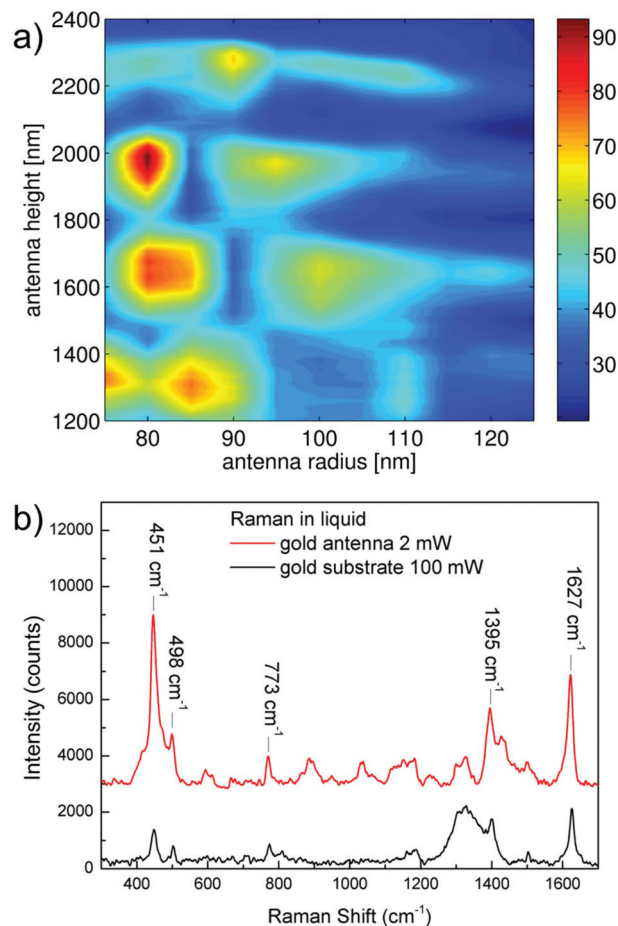 a)
2400
2200
2000
1800
1600
1400
1200
antenna height [nm]
80 90 100 110 120
antenna radius [nm]
90
80
70
60
50
40
30
b)
12000
10000
8000
6000
4000
2000
0
Intensity (counts)
Raman in liquid
gold antenna 2 mW
gold substrate 100 mW
451 cm⁻¹
498 cm⁻¹
773 cm⁻¹
1395 cm⁻¹
1627 cm⁻¹
400 600 800 1000 1200 1400 1600
Raman Shift (cm⁻¹)